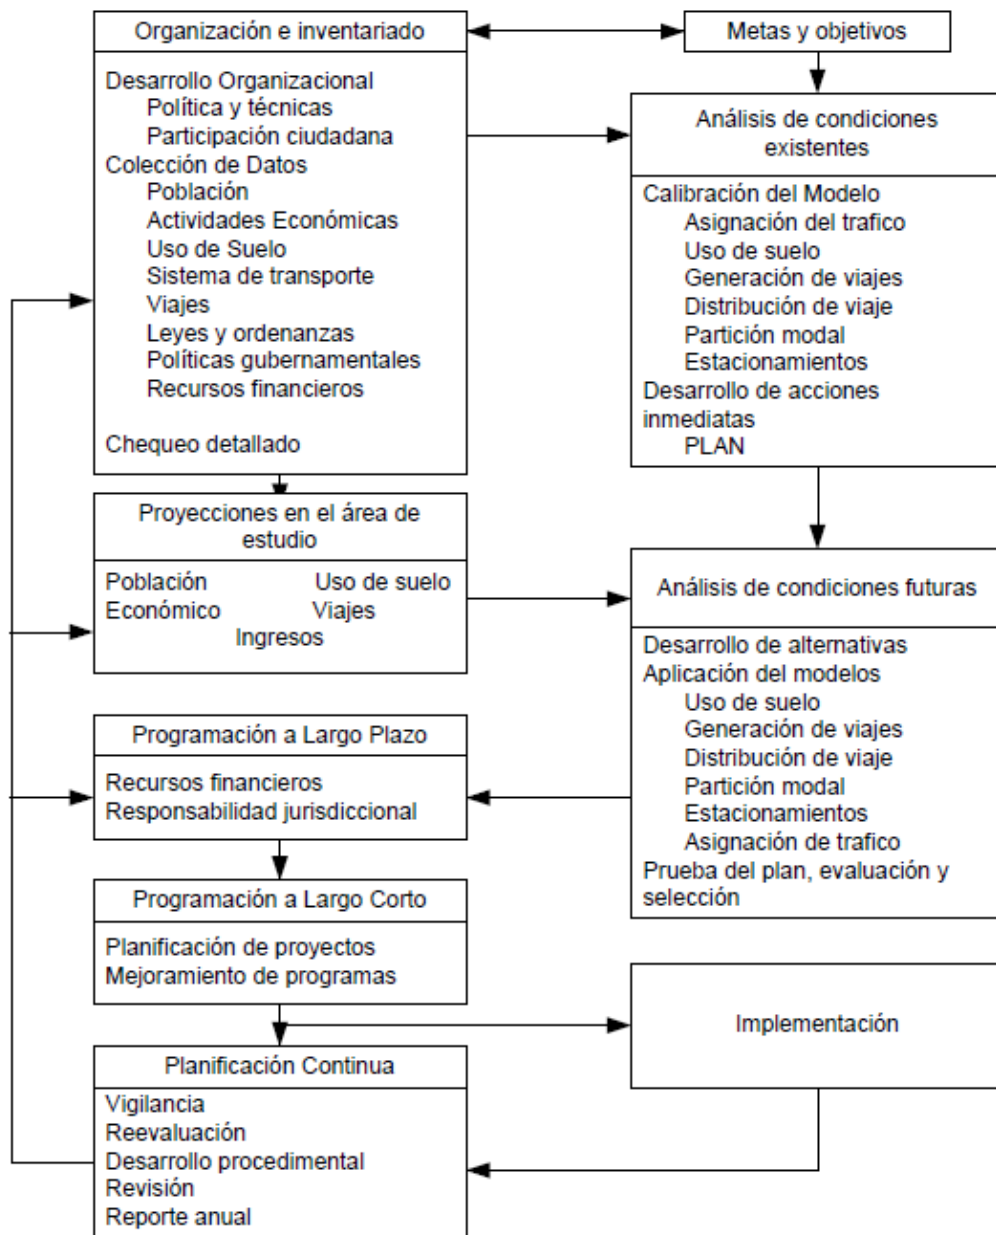 Organización e inventariado
Desarrollo Organizacional
Política y técnicas
Participación ciudadana
Colección de Datos
Población
Actividades Económicas
Uso de Suelo
Sistema de transporte
Viajes
Leyes y ordenanzas
Políticas gubernamentales
Recursos financieros
Chequeo detallado
Metas y objetivos
Análisis de condiciones
existentes
Calibración del Modelo
Asignación del trafico
Uso de suelo
Generación de viajes
Distribución de viaje
Partición modal
Estacionamientos
Desarrollo de acciones
inmediatas
PLAN
Proyecciones en el área de
estudio
Población Uso de suelo
Económico Viajes
Ingresos
Análisis de condiciones futuras
Desarrollo de alternativas
Aplicación del modelos
Uso de suelo
Generación de viajes
Distribución de viaje
Partición modal
Estacionamientos
Asignación de trafico
Prueba del plan, evaluación y
selección
Programación a Largo Plazo
Recursos financieros
Responsabilidad jurisdiccional
Programación a Largo Corto
Planificación de proyectos
Mejoramiento de programas
Implementación
Planificación Continua
Vigilancia
Reevaluación
Desarrollo procedimental
Revisión
Reporte anual